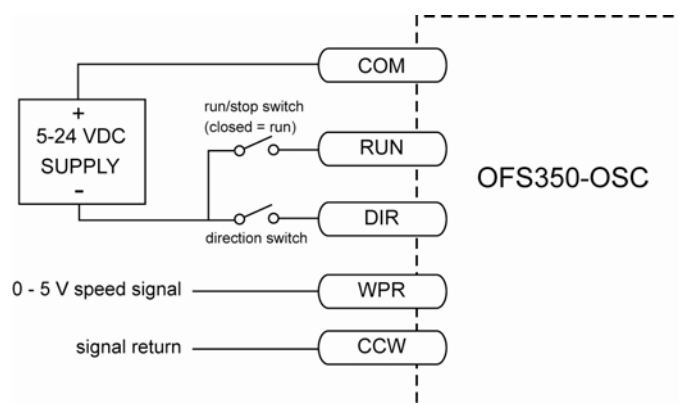 COM
+
5-24 VDC
SUPPLY
-
run/stop switch
(closed = run)
RUN
OFS350-OSC
DIR
direction switch
0 - 5 V speed signal
WPR
signal return
CCW